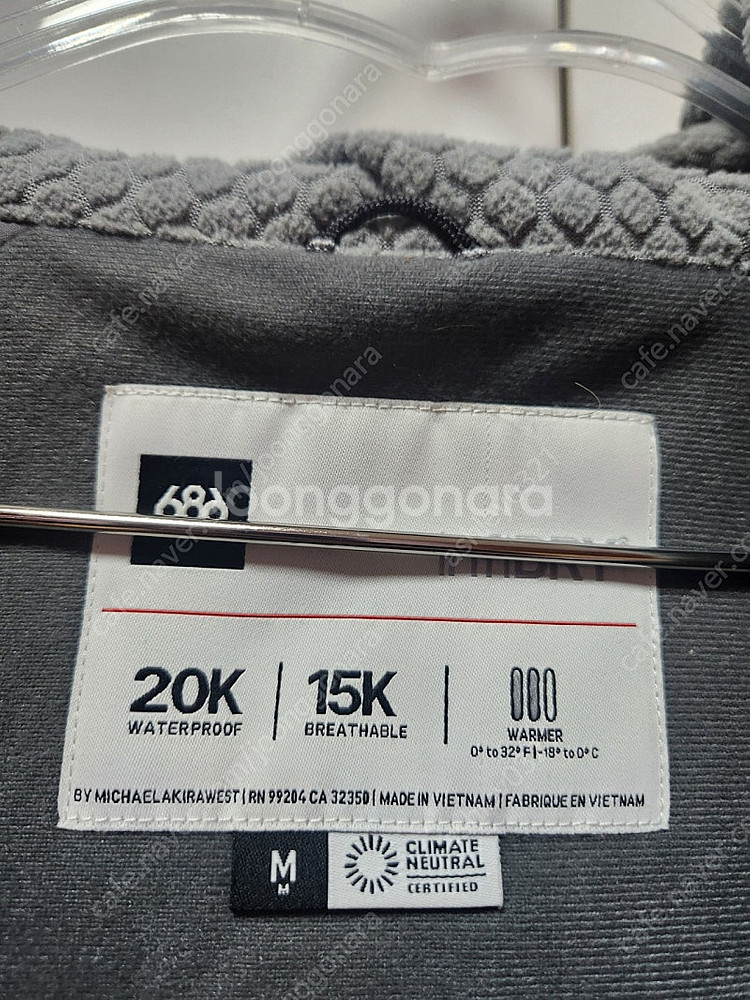 686
joonggonara
20K | 15K |
WATERPROOF BREATHABLE WARMER
0° to 32° F | -18° to 0° C
BY MICHAELAKIRAWEST | RN 99204 CA 32350 | MADE IN VIETNAM | FABRIQUE EN VIETNAM
M
M
CLIMATE
NEUTRAL
CERTIFIED